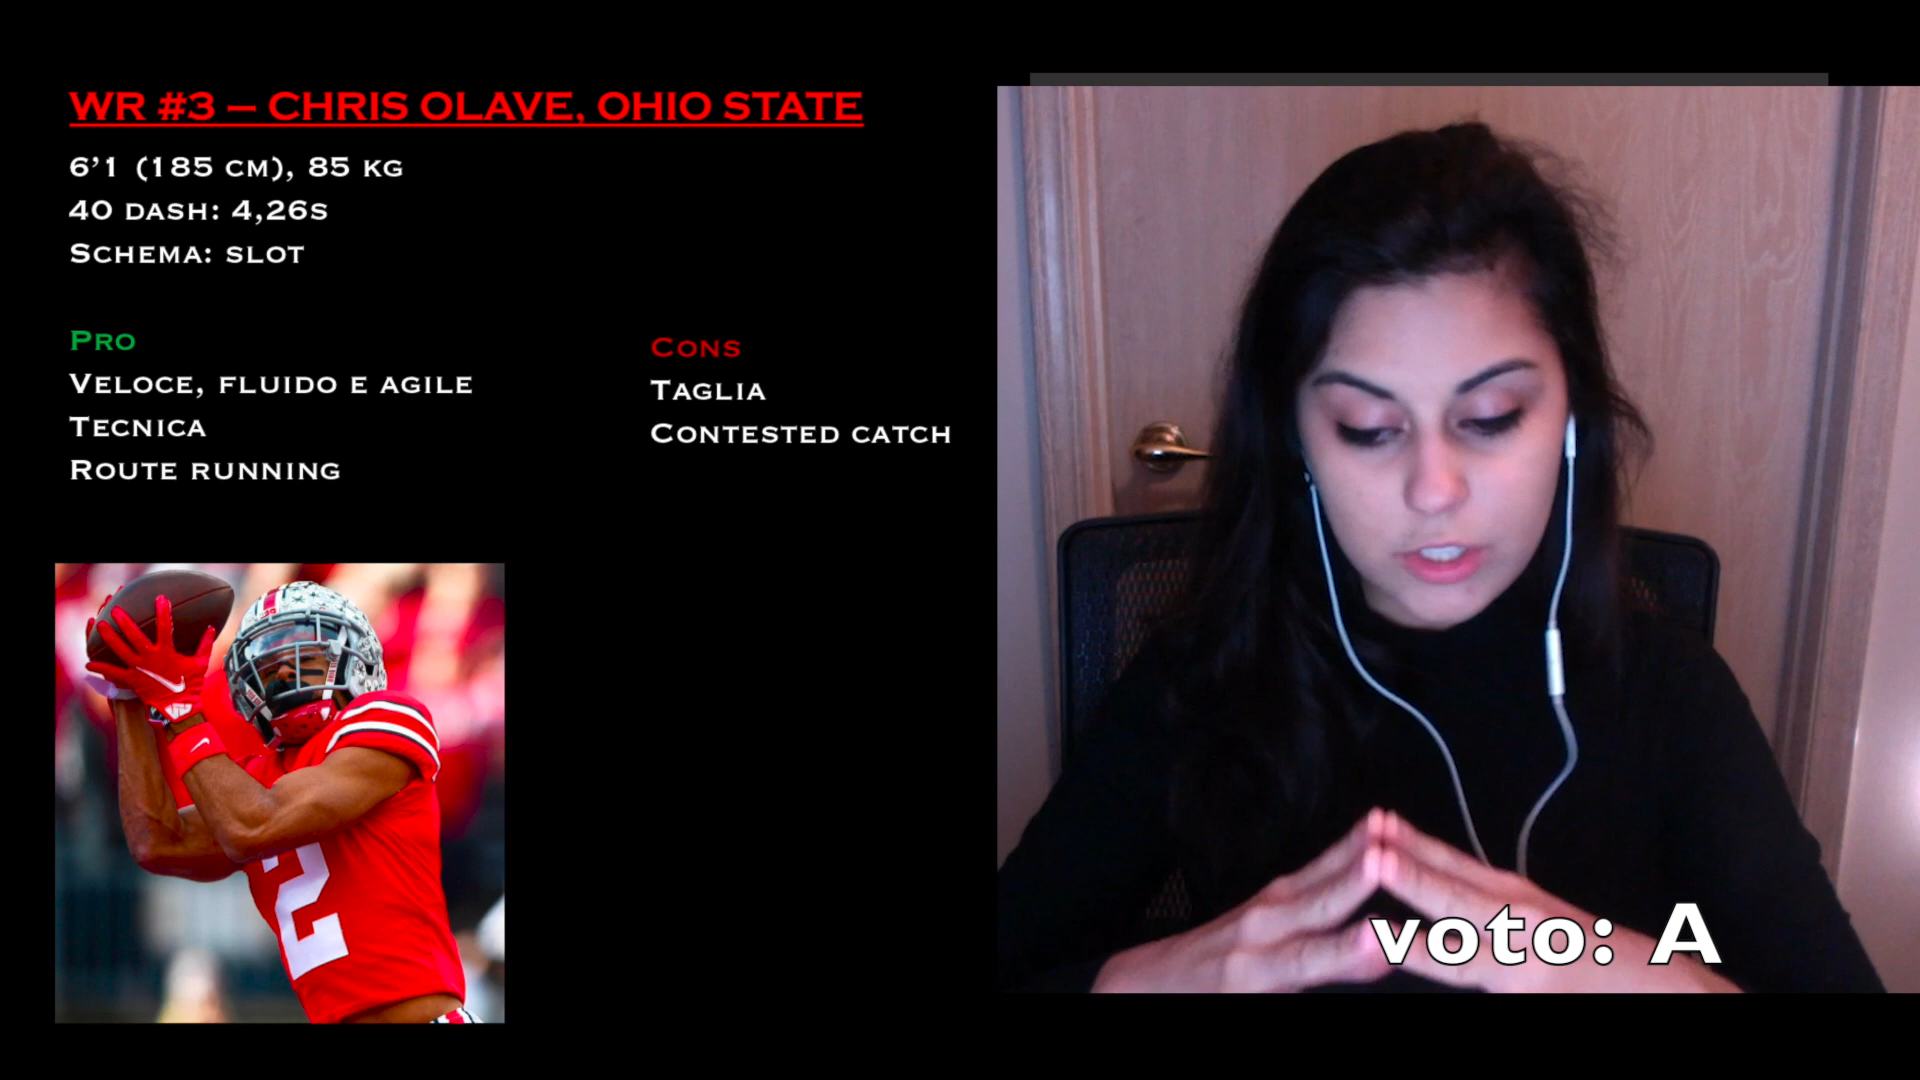 WR #3 – CHRIS OLAVE, OHIO STATE
6’1 (185 CM), 85 KG
40 DASH: 4,26S
SCHEMA: SLOT
PRO
VELOCE, FLUIDO E AGILE
TECNICA
ROUTE RUNNING
CONS
TAGLIA
CONTESTED CATCH
2
voto: A